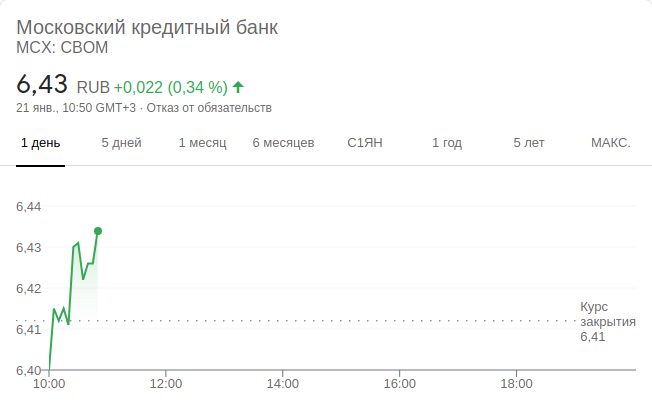 Московский кредитный банк
MCX: CBOM
6,43 RUB +0,022 (0,34 %)
21 янв., 10:50 GMT+3 · Отказ от обязательств
1 день 5 дней 1 месяц 6 месяцев С1ЯН 1 год 5 лет МАКС.
6,44
6,43
6,42
Курс
закрытия
6,41
6,41
6,40
10:00 12:00 14:00 16:00 18:00